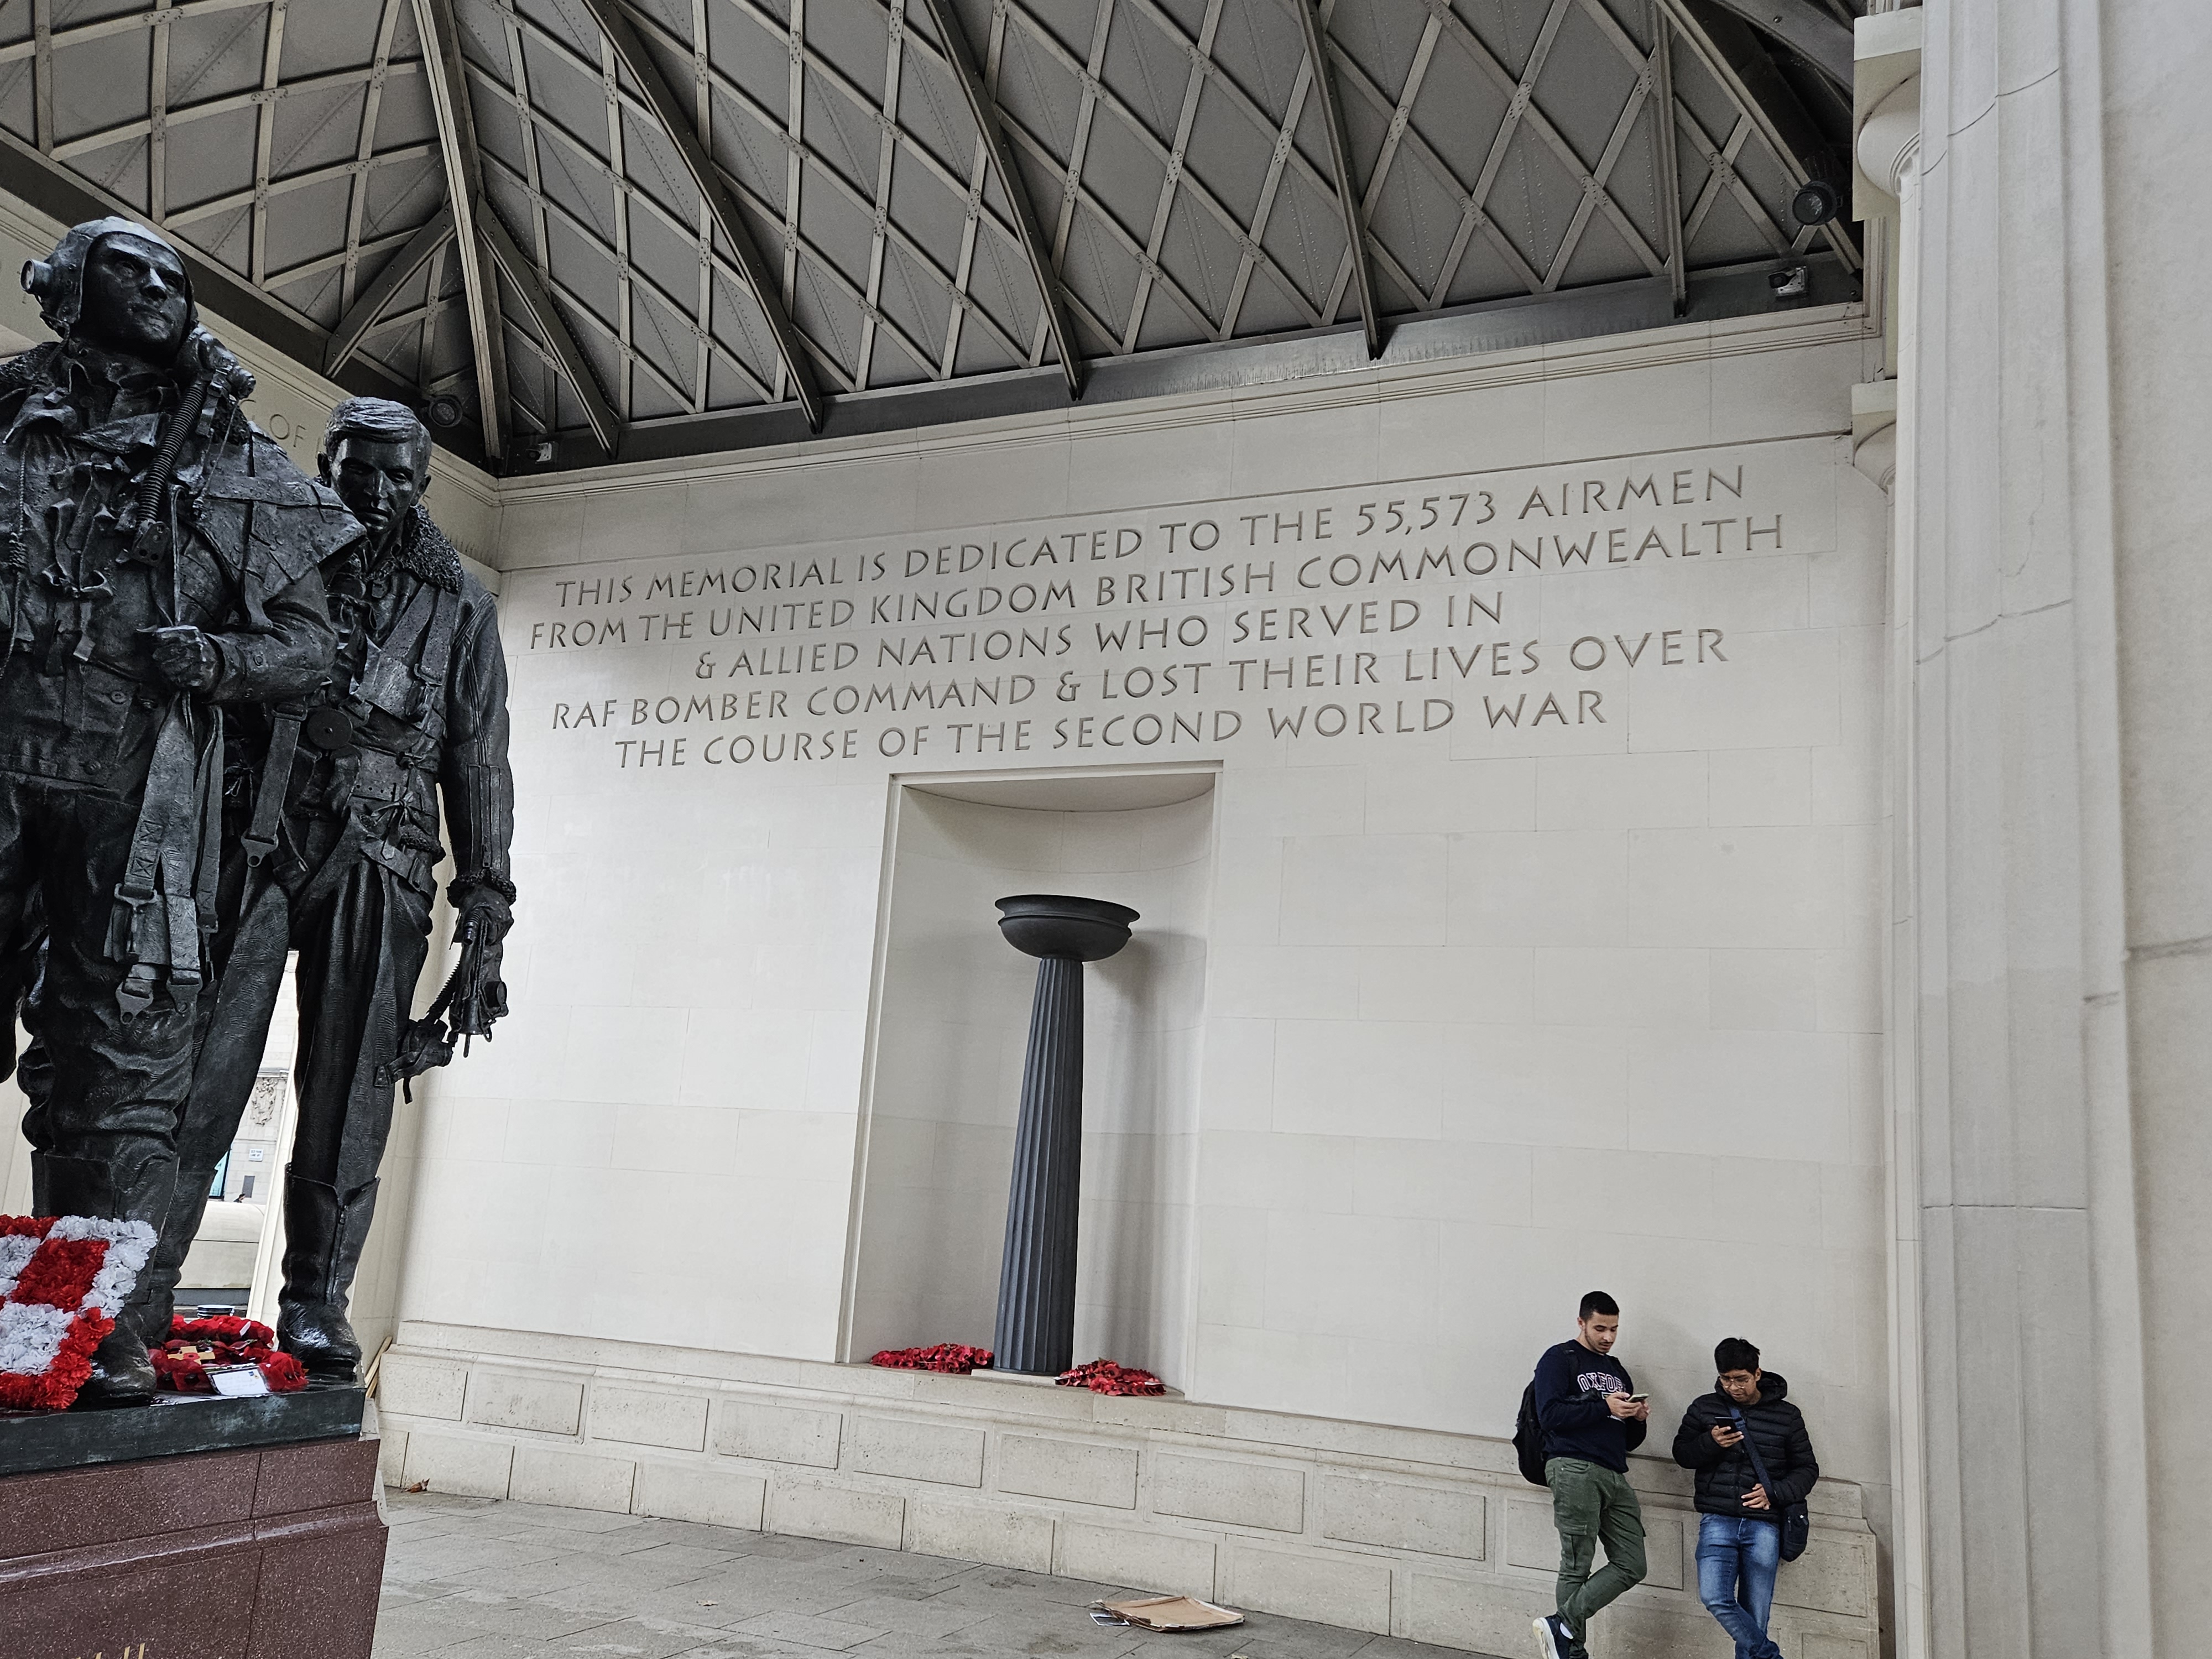 OF
THIS MEMORIAL IS DEDICATED TO THE 55,573 AIRMEN
FROM THE UNITED KINGDOM BRITISH COMMONWEALTH
& ALLIED NATIONS WHO SERVED IN
RAF BOMBER COMMAND & LOST THEIR LIVES OVER
THE COURSE OF THE SECOND WORLD WAR